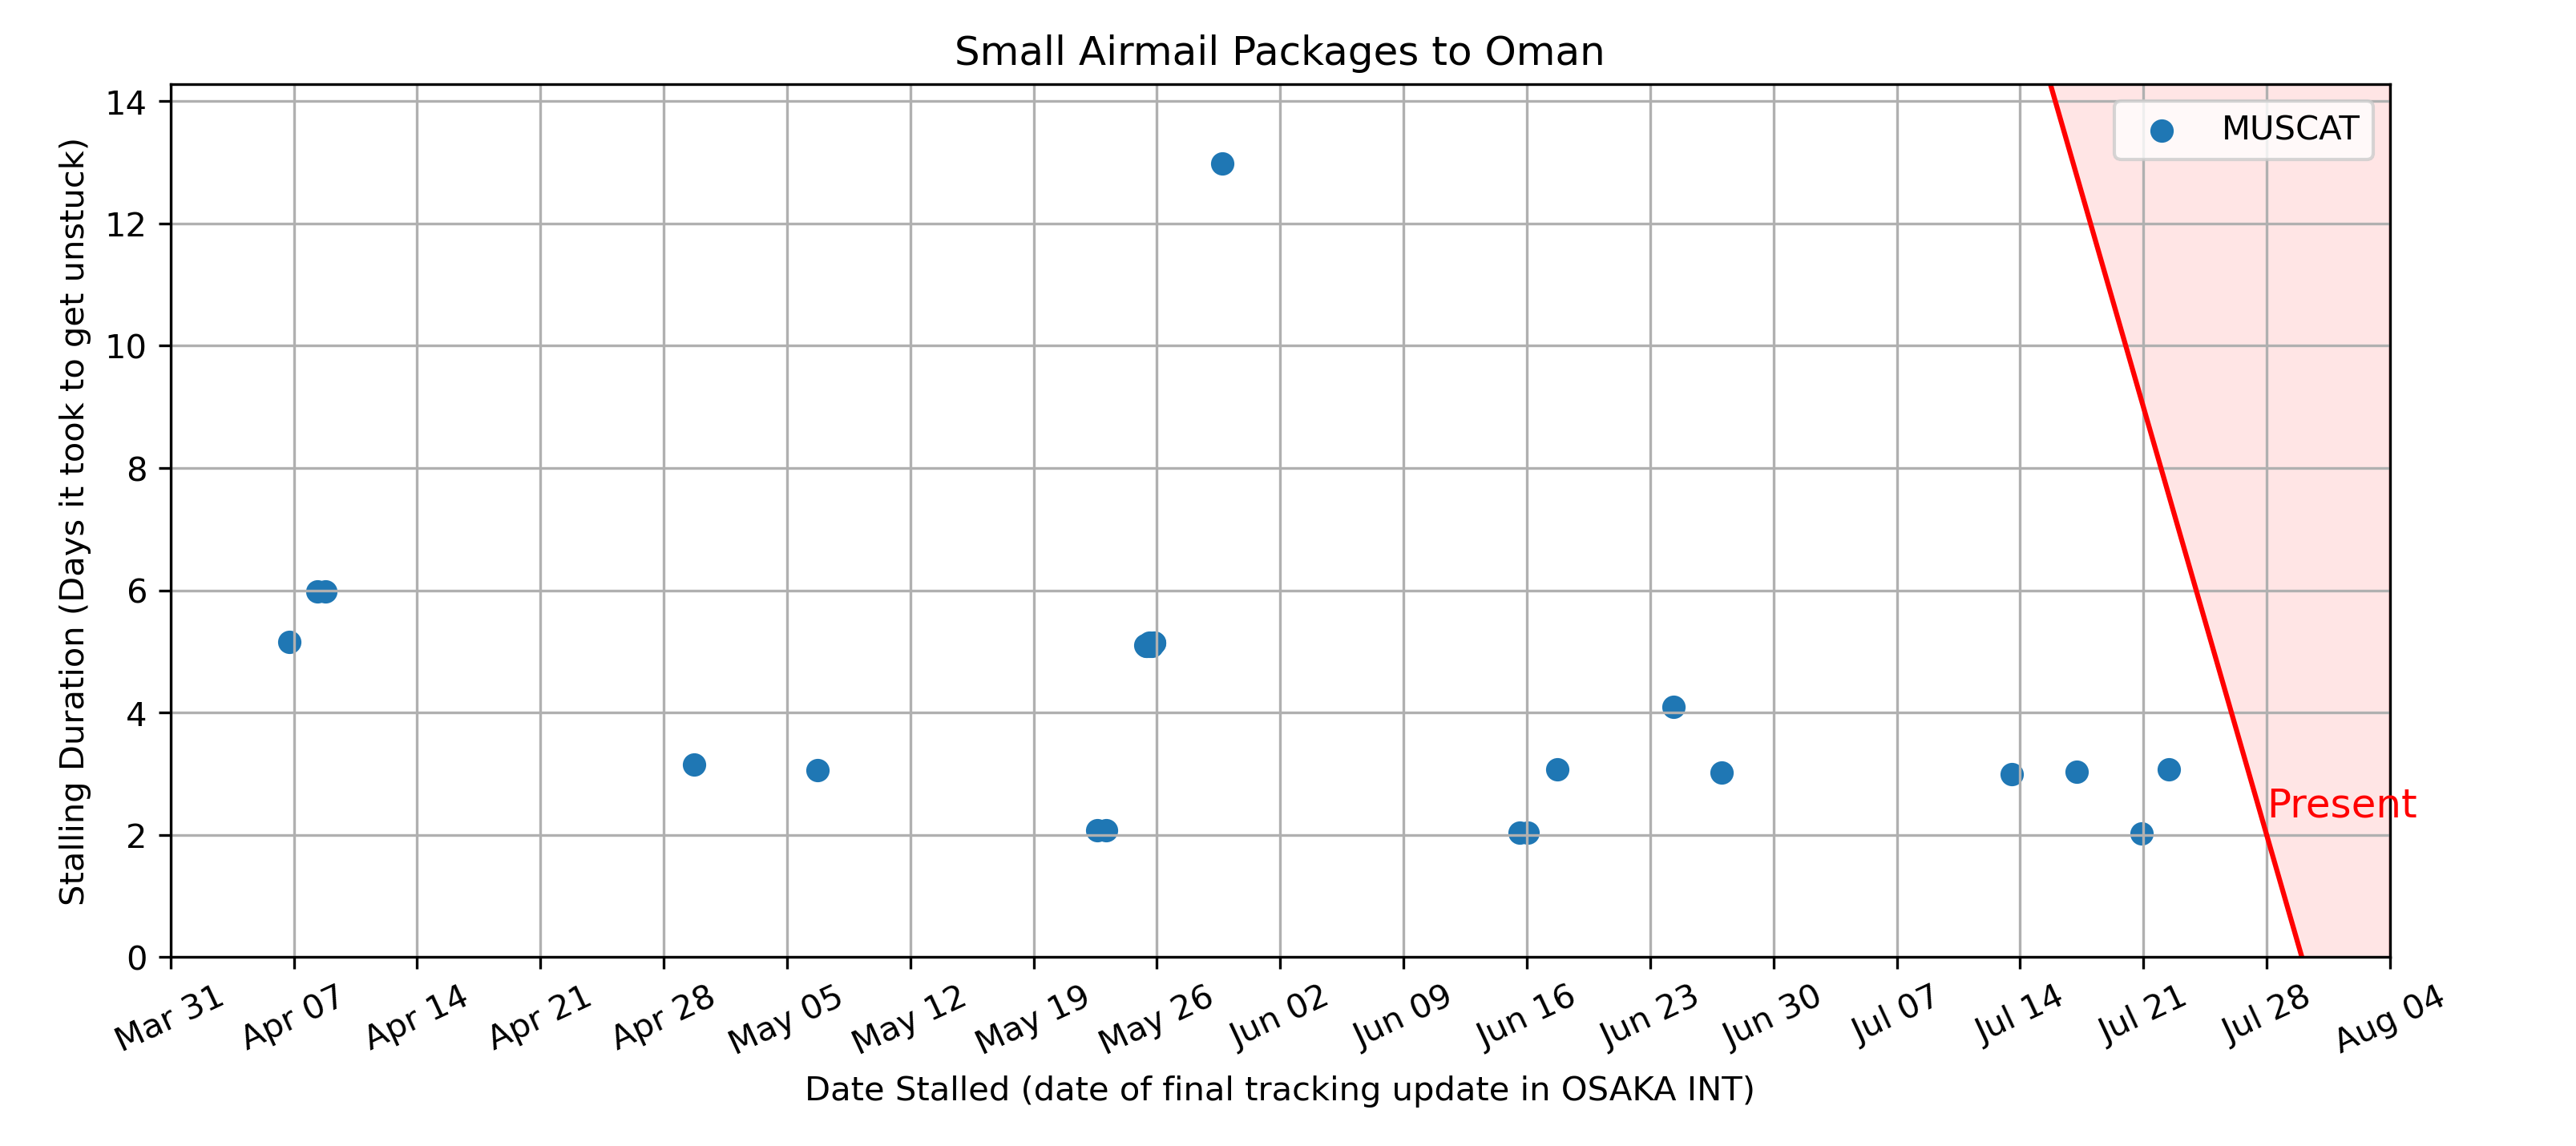 Small Airmail Packages to Oman
MUSCAT
Present
Stalling Duration (Days it took to get unstuck)
14
12
10
8
6
4
2
0
Mar 31
Apr 07
Apr 14
Apr 21
Apr 28
May 05
May 12
May 19
May 26
Jun 02
Jun 09
Jun 16
Jun 23
Jun 30
Jul 07
Jul 14
Jul 21
Jul 28
Aug 04
Date Stalled (date of final tracking update in OSAKA INT)